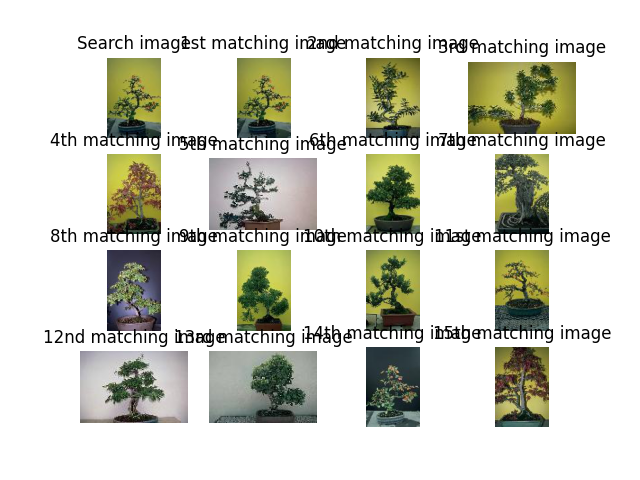 Search image
1st matching image
2nd matching image
3rd matching image
4th matching image
5th matching image
6th matching image
7th matching image
8th matching image
9th matching image
10th matching image
11st matching image
12nd matching image
13rd matching image
14th matching image
15th matching image